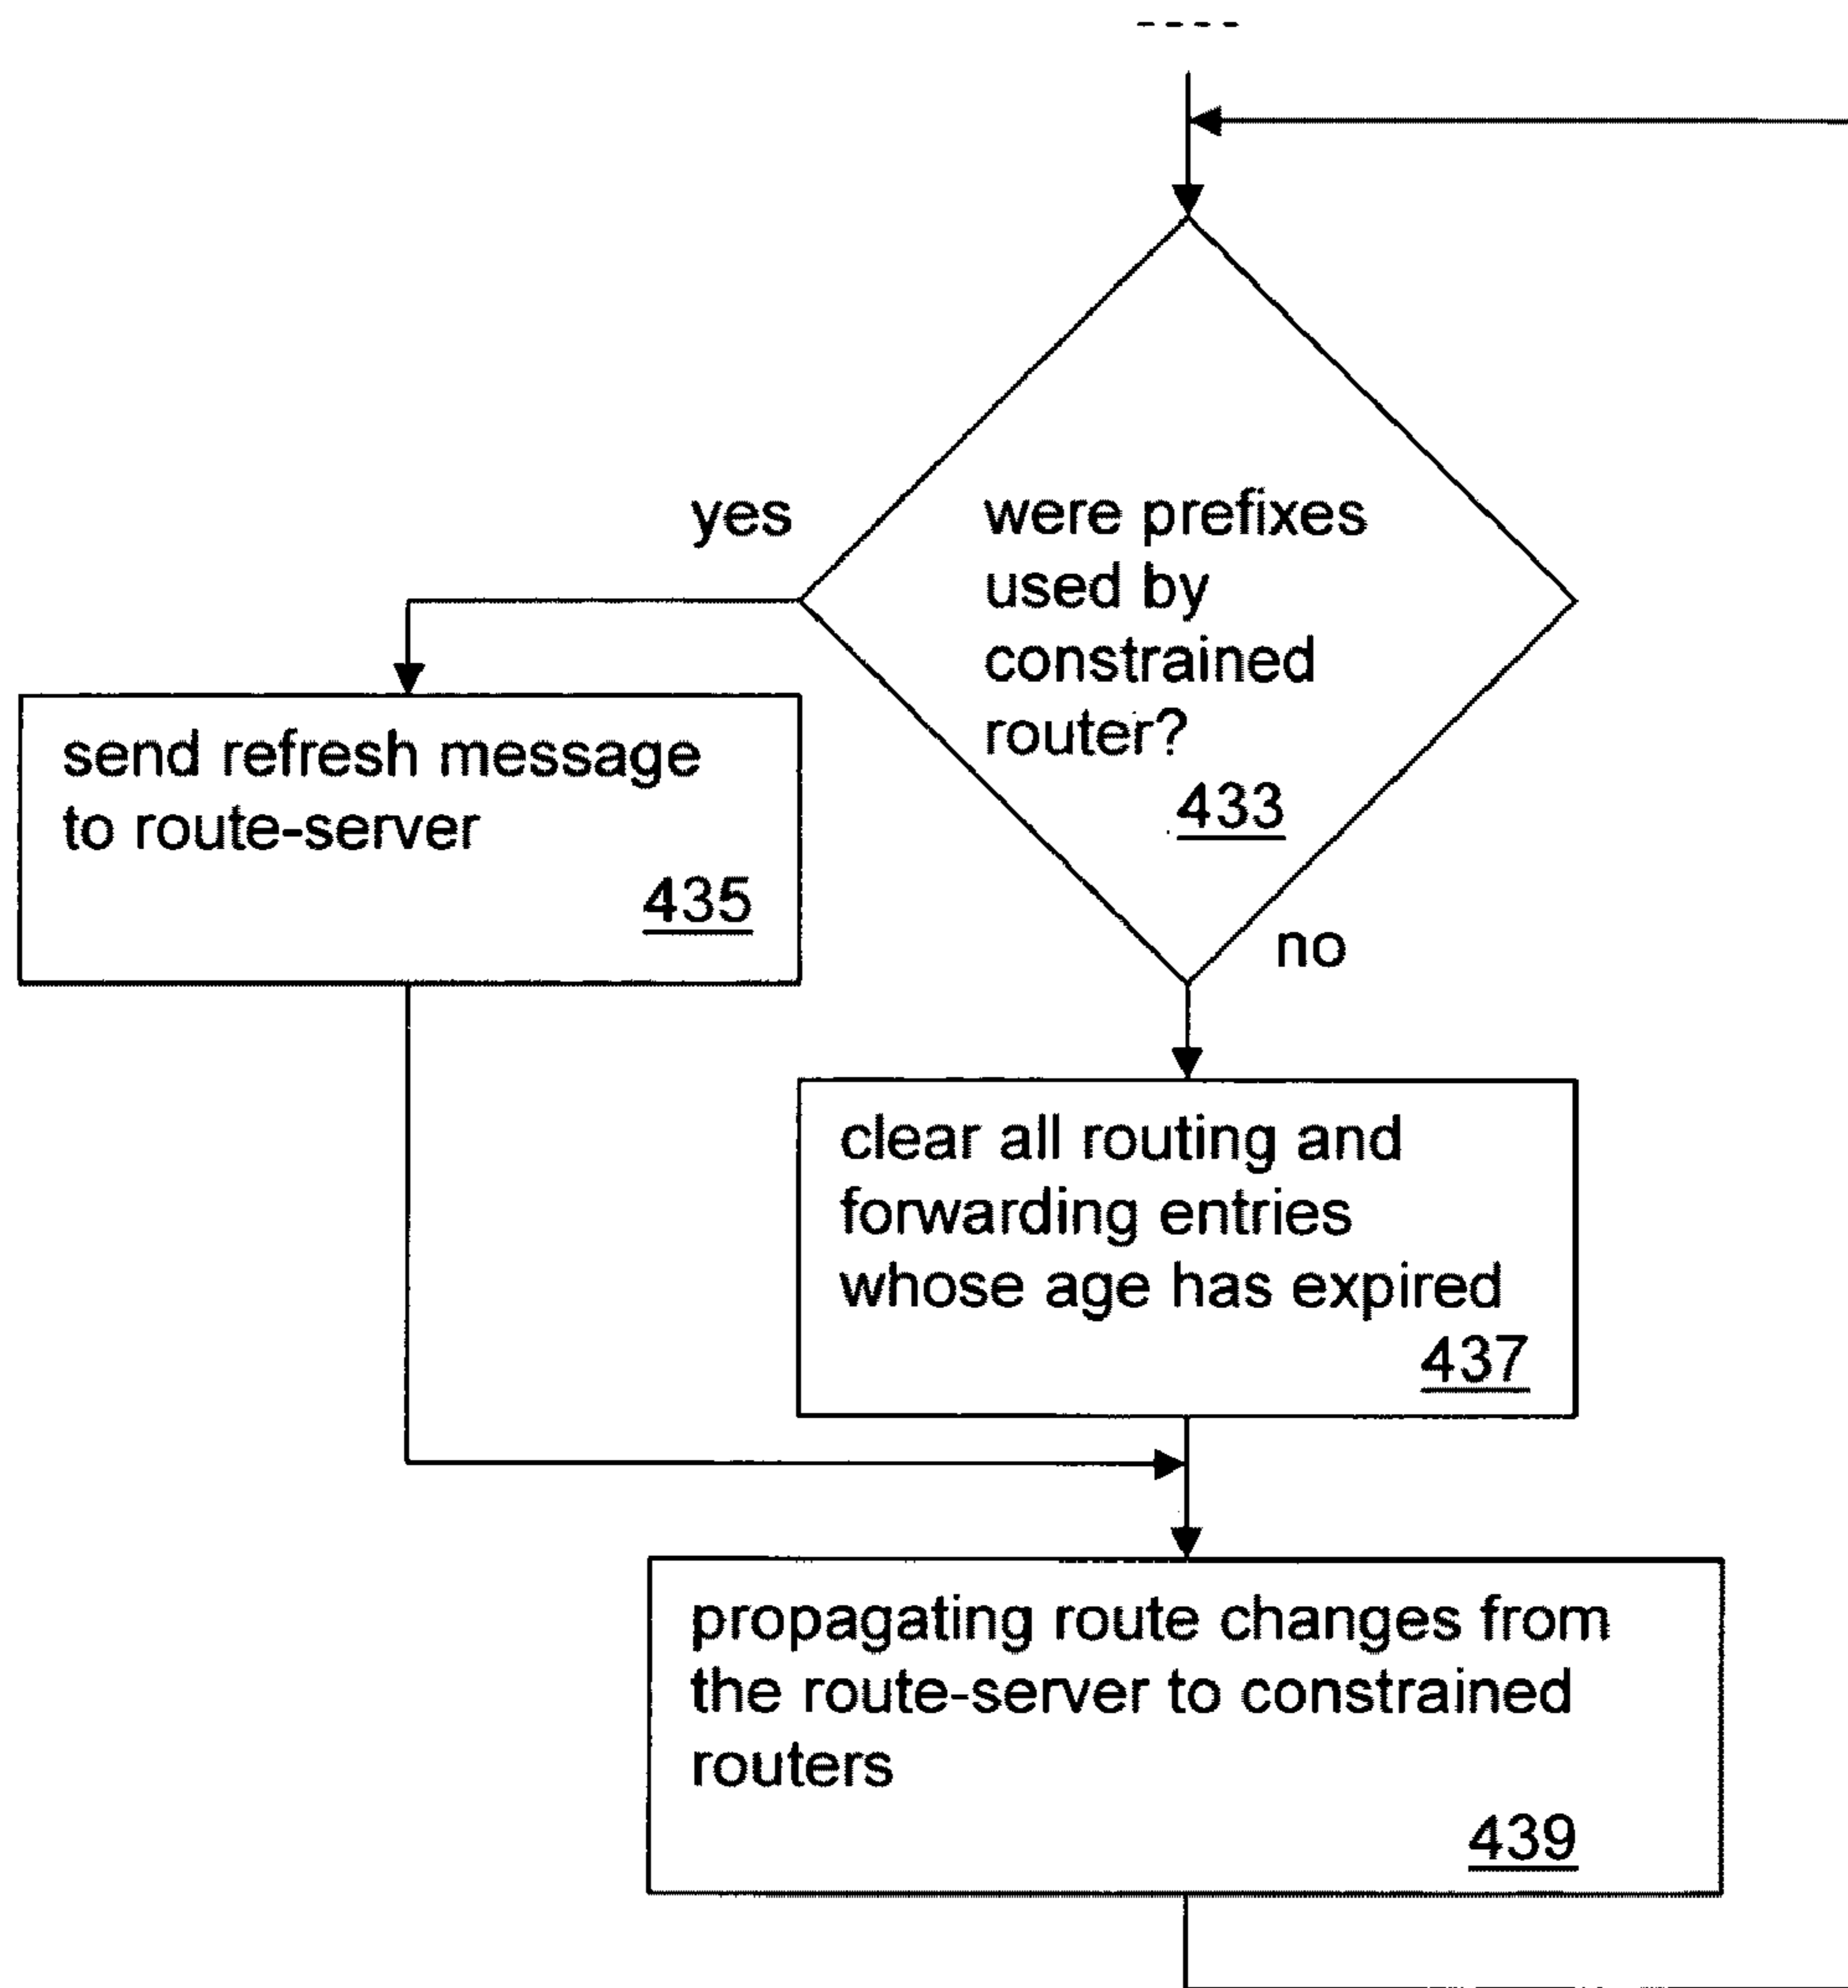 yes
were prefixes
used by
constrained
router?
433
send refresh message
to route-server
435
no
clear all routing and
forwarding entries
whose age has expired
437
propagating route changes from
the route-server to constrained
routers
439